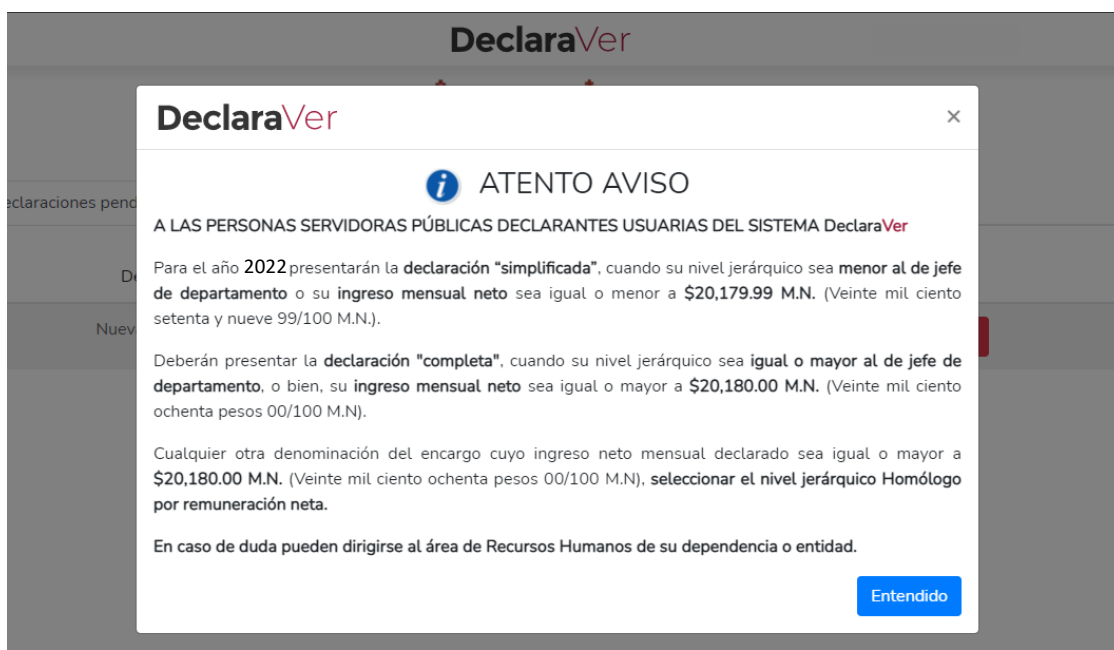 DeclaraVer
DeclaraVer
×
ATENTO AVISO
eclaraciones pend
A LAS PERSONAS SERVIDORAS PÚBLICAS DECLARANTES USUARIAS DEL SISTEMA DeclaraVer
Para el año 2022 presentarán la declaración "simplificada", cuando su nivel jerárquico sea menor al de jefe
De
de departamento o su ingreso mensual neto sea igual o menor a $20,179.99 M.N. (Veinte mil ciento
setenta y nueve 99/100 M.N.).
Nuev
Deberán presentar la declaración "completa", cuando su nivel jerárquico sea igual o mayor al de jefe de
departamento, o bien, su ingreso mensual neto sea igual o mayor a $20,180.00 M.N. (Veinte mil ciento
ochenta pesos 00/100 M.N).
Cualquier otra denominación del encargo cuyo ingreso neto mensual declarado sea igual o mayor a
$20,180.00 M.N. (Veinte mil ciento ochenta pesos 00/100 M.N), seleccionar el nivel jerárquico Homólogo
por remuneración neta.
En caso de duda pueden dirigirse al área de Recursos Humanos de su dependencia o entidad.
Entendido